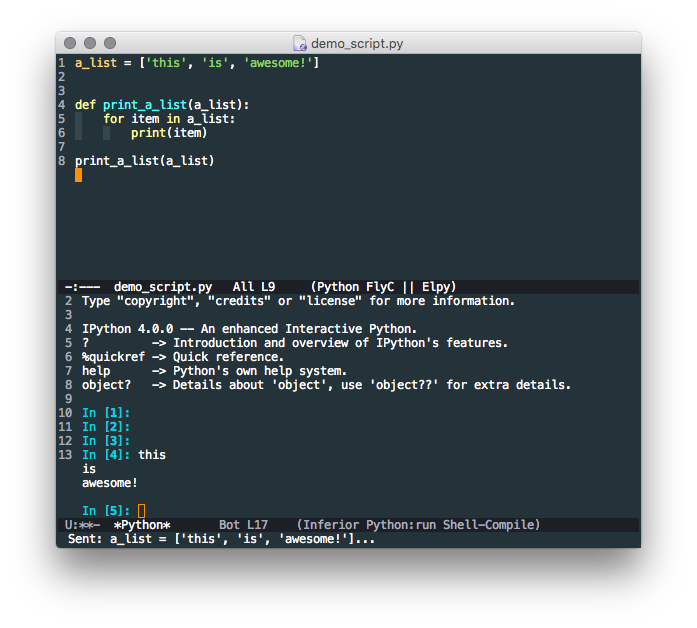 demo_script.py
1 a_list = ['this', 'is', 'awesome!']
2
3
4 def print_a_list(a_list):
5     for item in a_list:
6         print(item)
7
8 print_a_list(a_list)
-:---  demo_script.py   All L9     (Python FlyC || Elpy)
2 Type "copyright", "credits" or "license" for more information.
3
4 IPython 4.0.0 -- An enhanced Interactive Python.
5 ?         -> Introduction and overview of IPython's features.
6 %quickref -> Quick reference.
7 help      -> Python's own help system.
8 object?   -> Details about 'object', use 'object??' for extra details.
9
10 In [1]:
11 In [2]:
12 In [3]:
13 In [4]: this
is
awesome!
In [5]:
U:**-  *Python*       Bot L17    (Inferior Python:run Shell-Compile)
Sent: a_list = ['this', 'is', 'awesome!']...